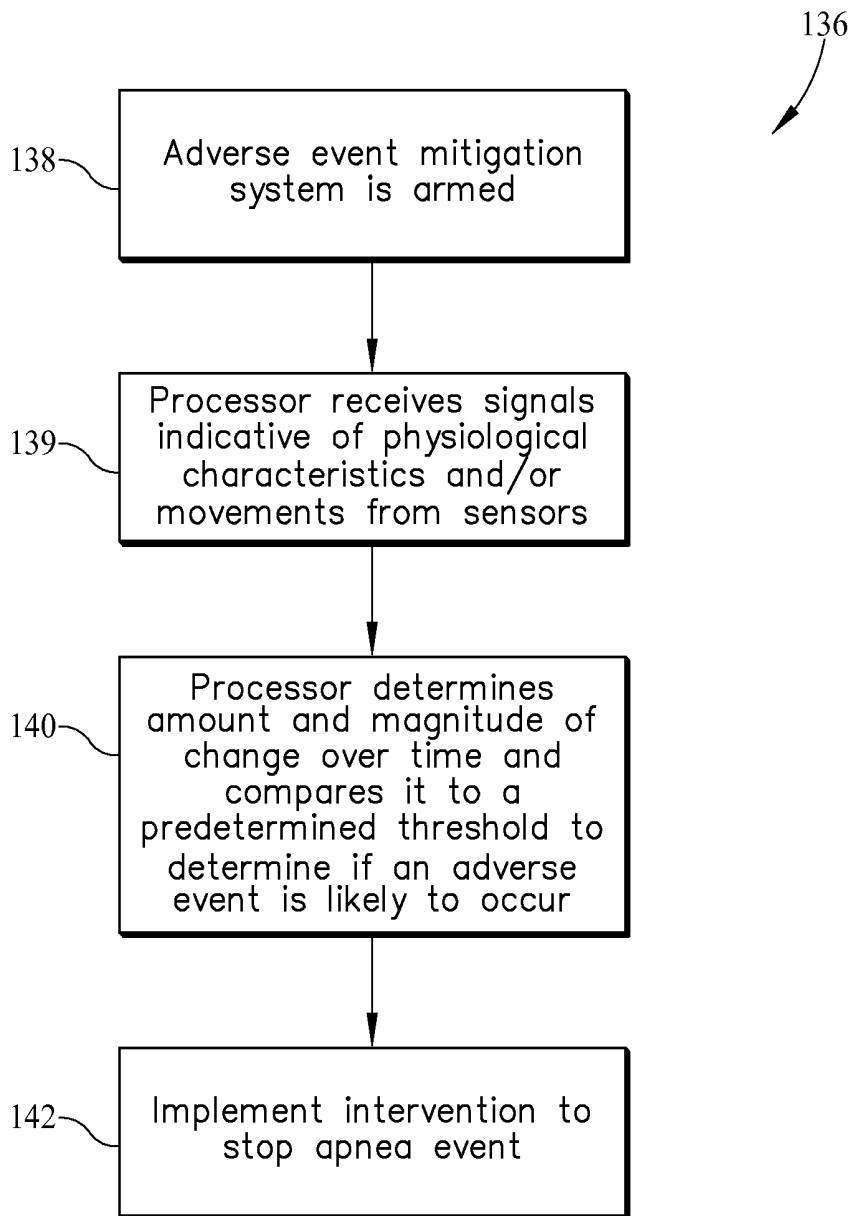 136
138
Adverse event mitigation
system is armed
139
Processor receives signals
indicative of physiological
characteristics and/or
movements from sensors
140
Processor determines
amount and magnitude of
change over time and
compares it to a
predetermined threshold to
determine if an adverse
event is likely to occur
142
Implement intervention to
stop apnea event